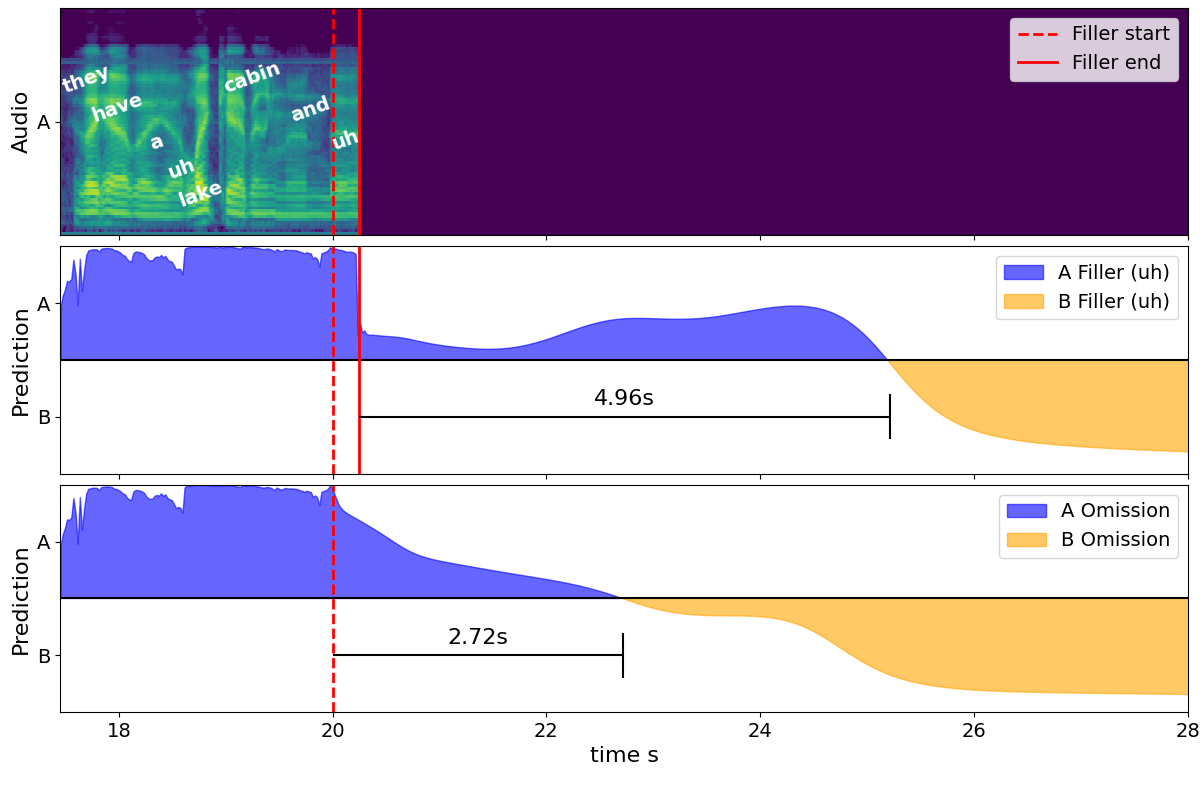 Audio
A
they
have
a
uh
lake
cabin
and
uh
Filler start
Filler end
Prediction
A
B
A Filler (uh)
B Filler (uh)
4.96s
Prediction
A
B
A Omission
B Omission
2.72s
18 20 22 24 26 28
time s